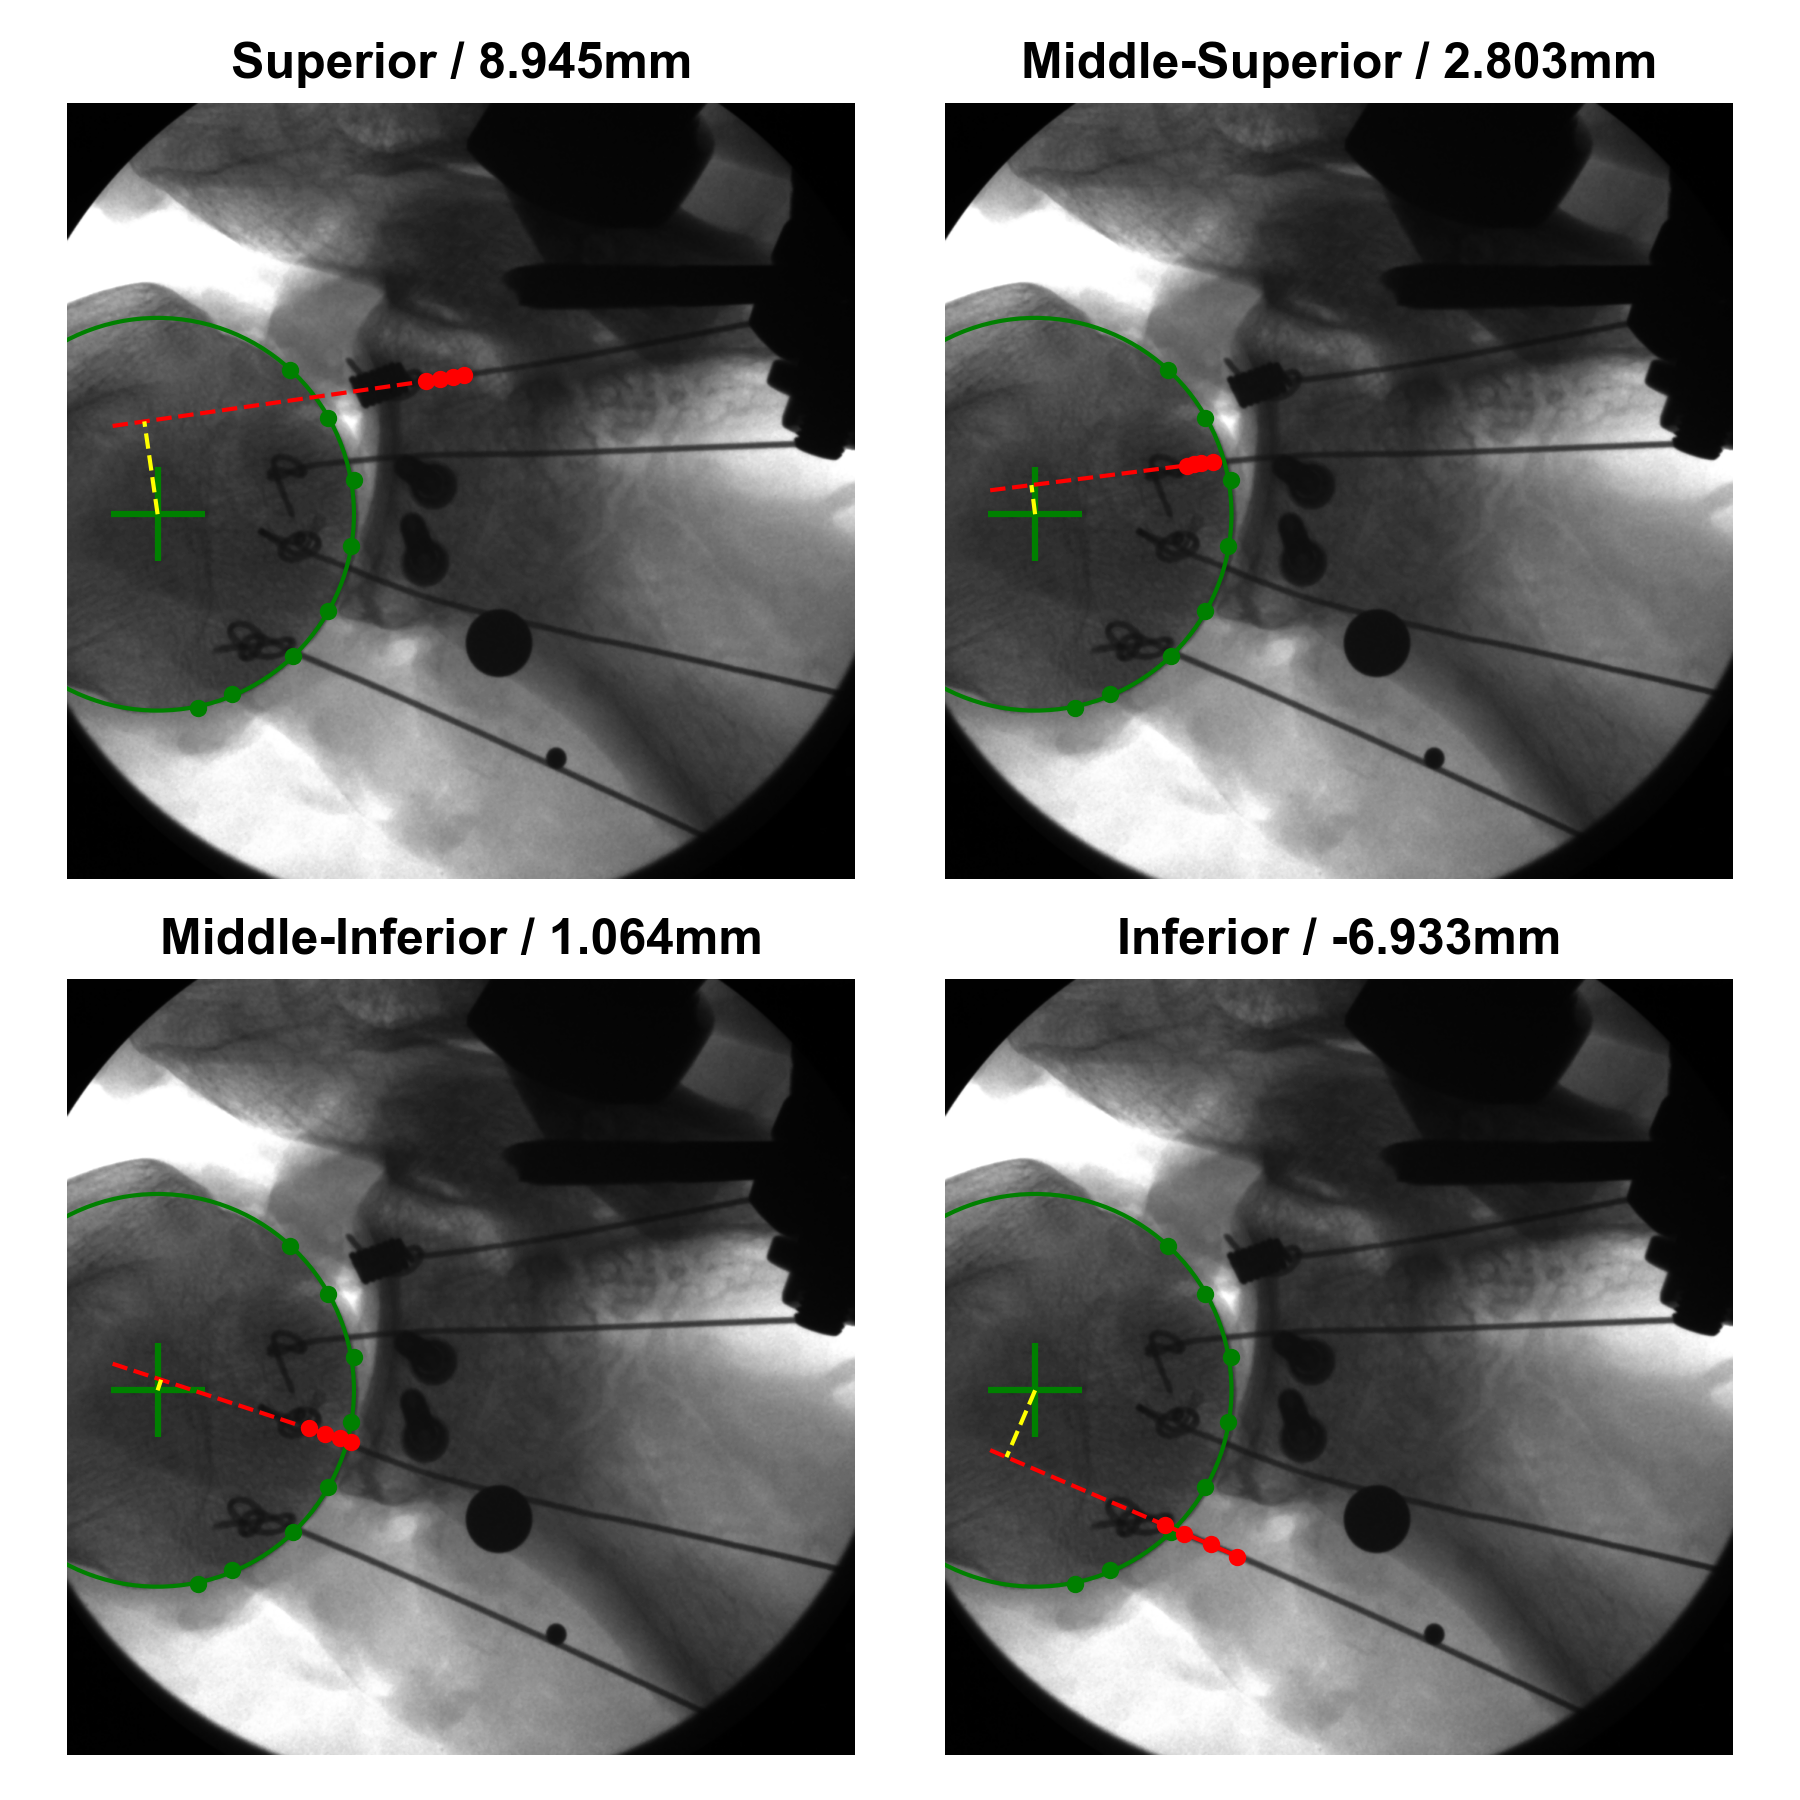 Superior / 8.945mm
Middle-Superior / 2.803mm
Middle-Inferior / 1.064mm
Inferior / -6.933mm